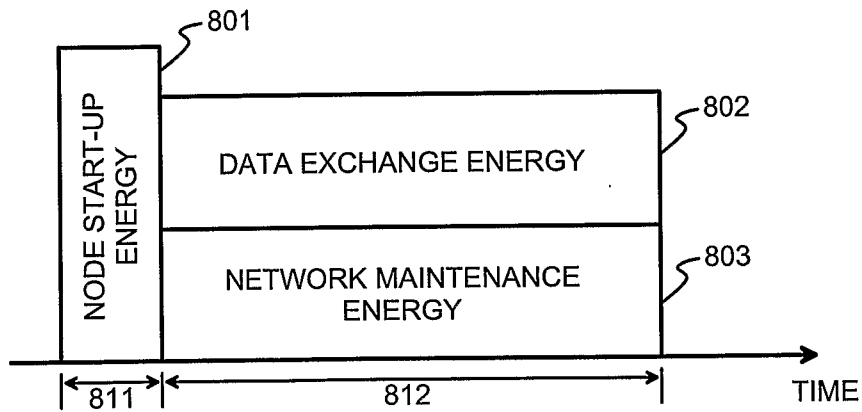 801
NODE START-UP
ENERGY
802
DATA EXCHANGE ENERGY
803
NETWORK MAINTENANCE
ENERGY
811
812
TIME